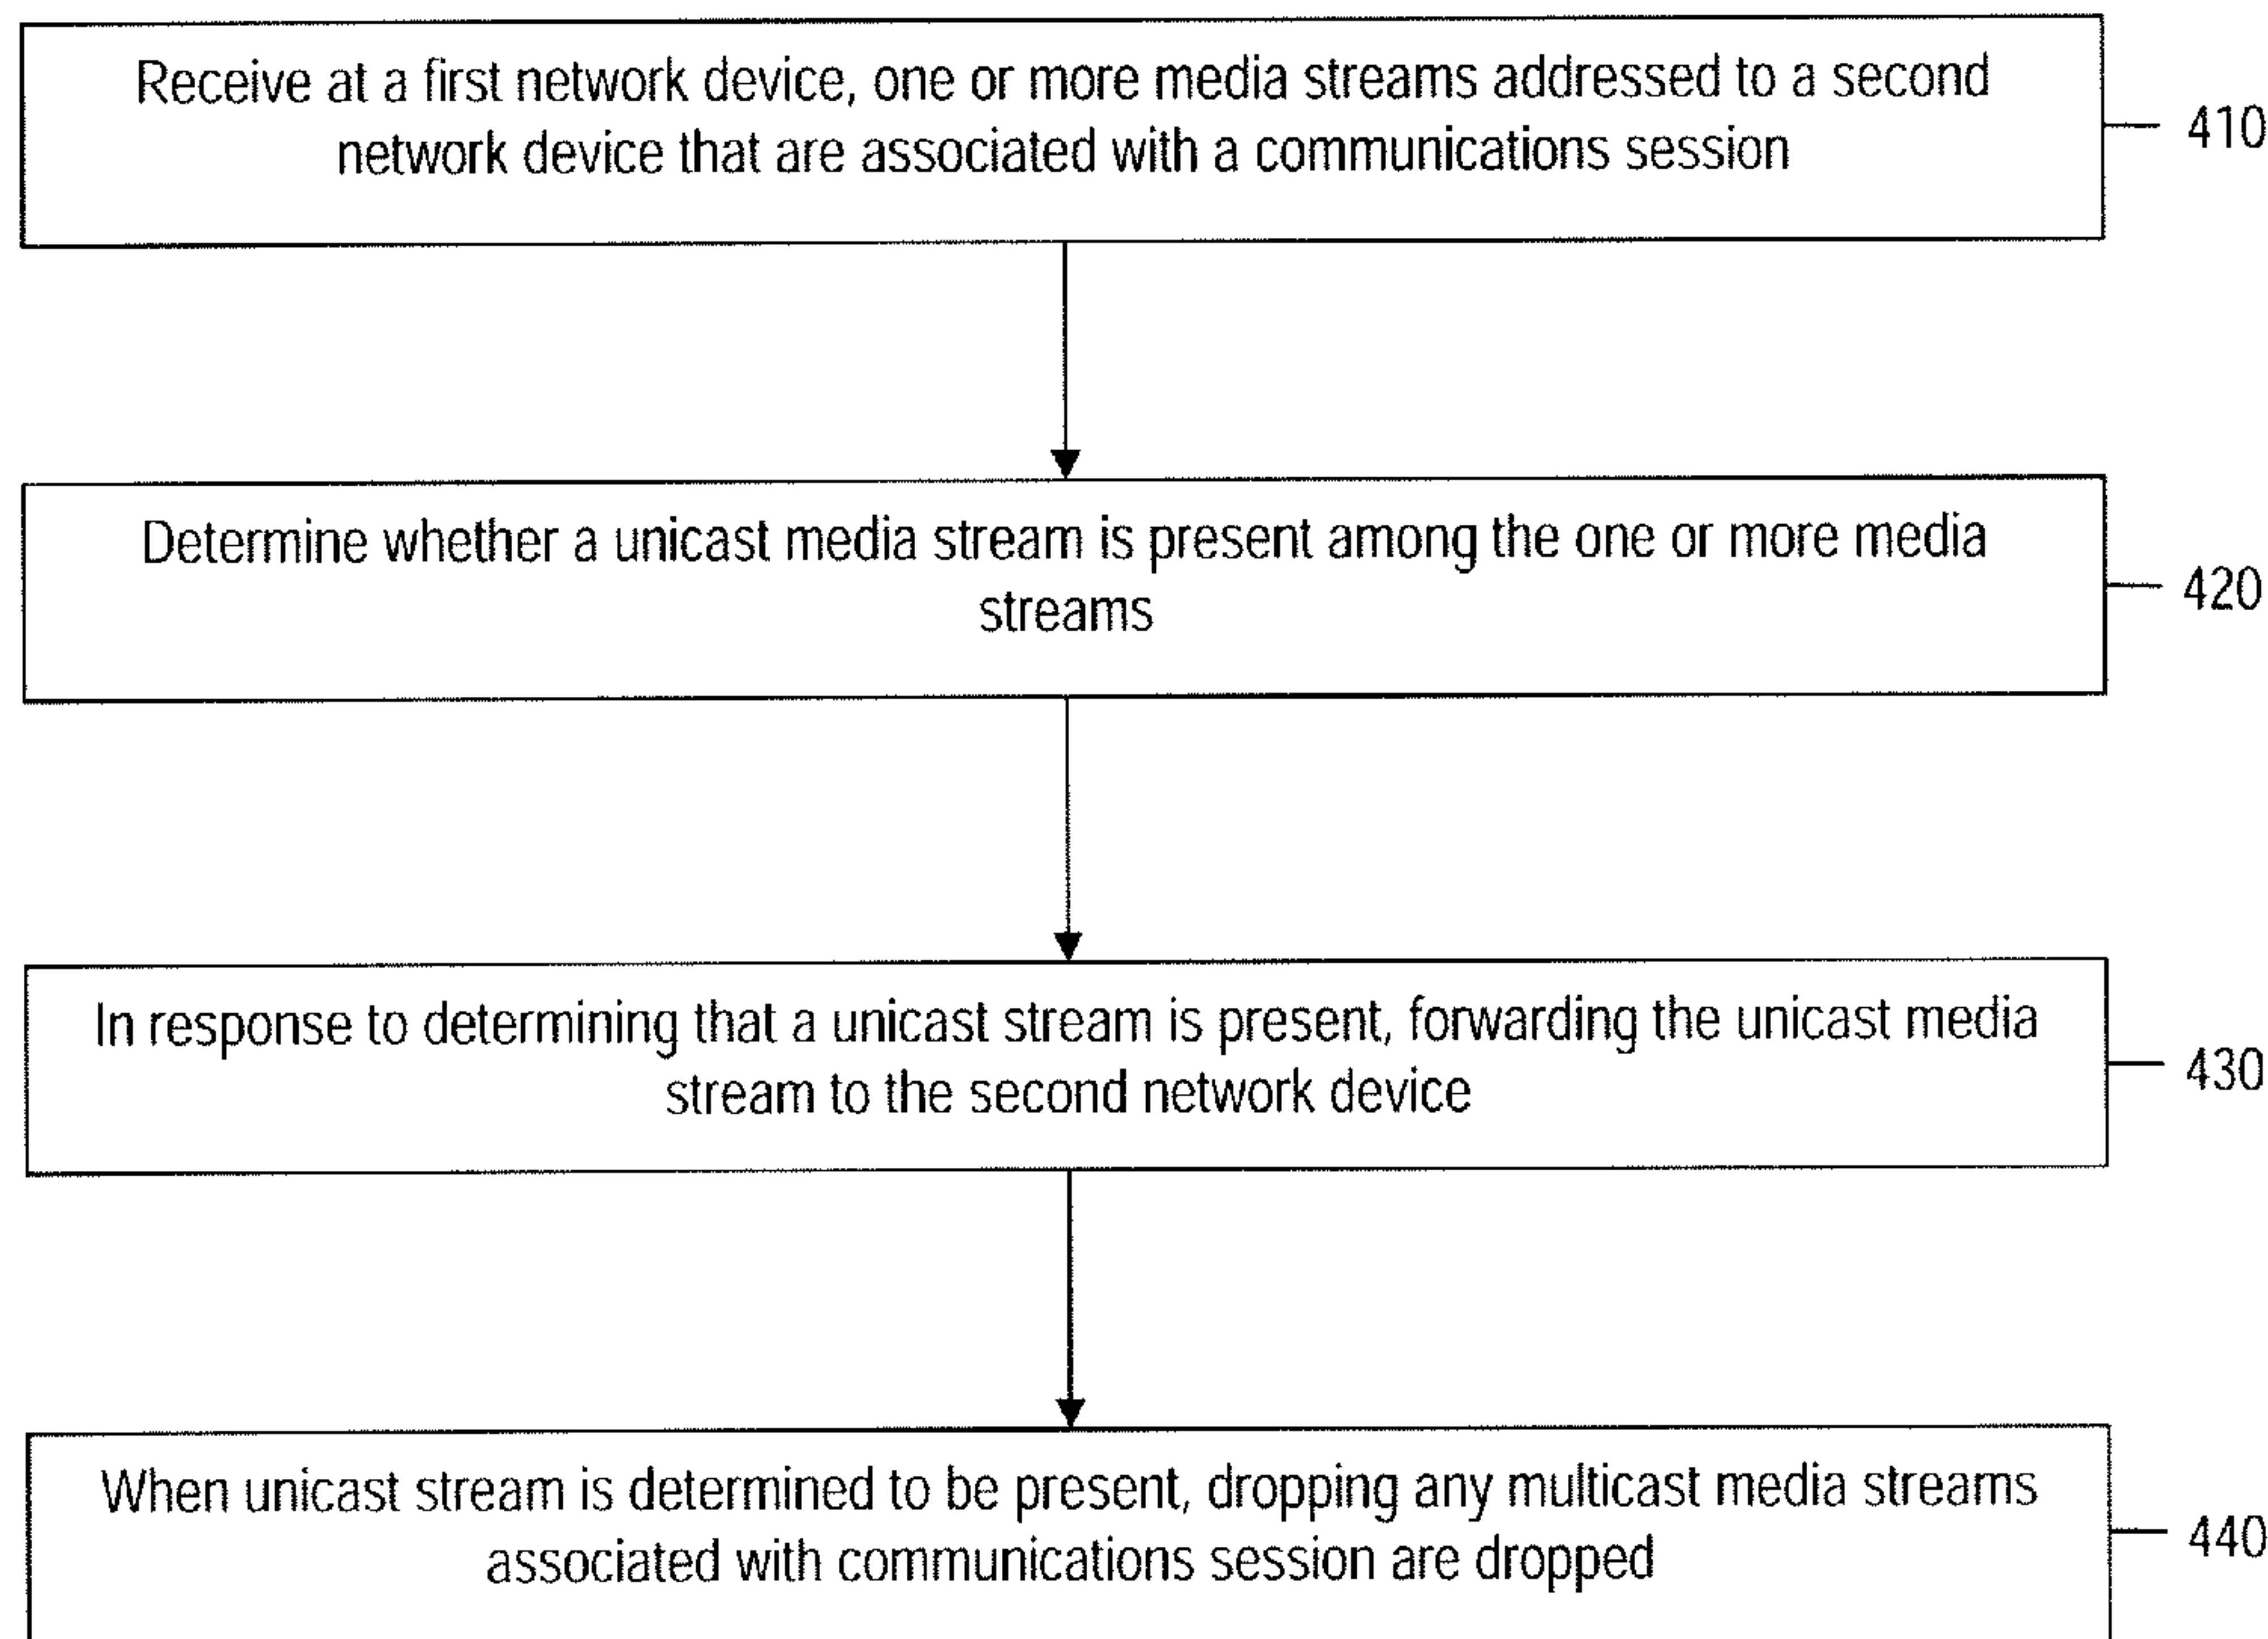 Receive at a first network device, one or more media streams addressed to a second
network device that are associated with a communications session
410
Determine whether a unicast media stream is present among the one or more media
streams
420
In response to determining that a unicast stream is present, forwarding the unicast media
stream to the second network device
430
When unicast stream is determined to be present, dropping any multicast media streams
associated with communications session are dropped
440